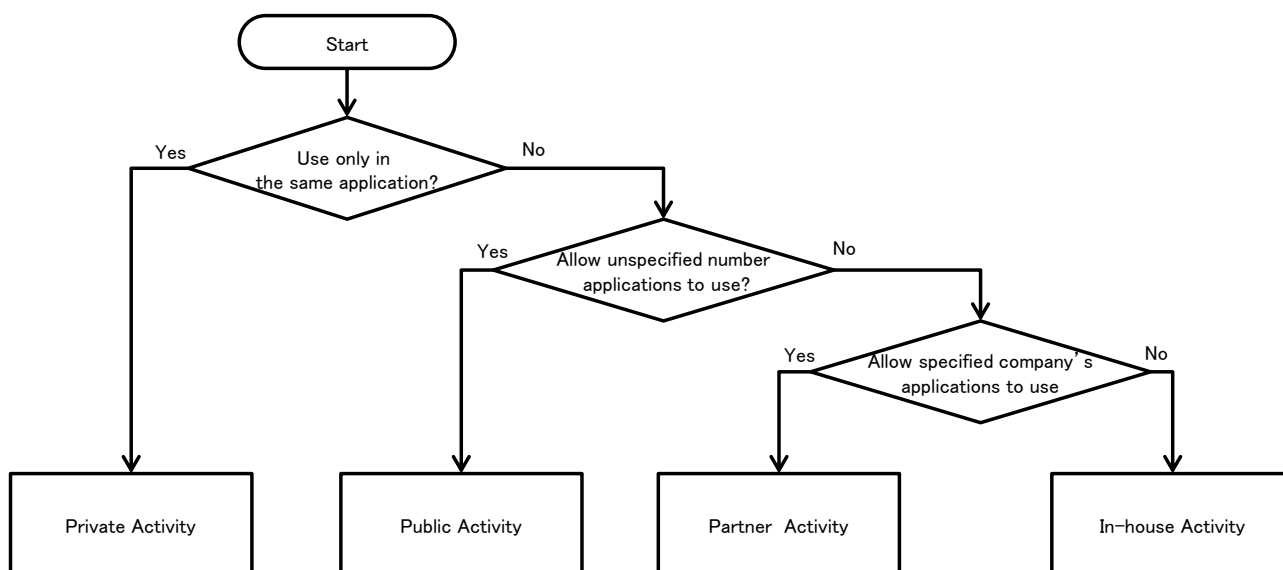 Start
Yes
No
Use only in
the same application?
Yes
No
Allow unspecified number
applications to use?
Yes
No
Allow specified company’s
applications to use
Private Activity
Public Activity
Partner Activity
In-house Activity